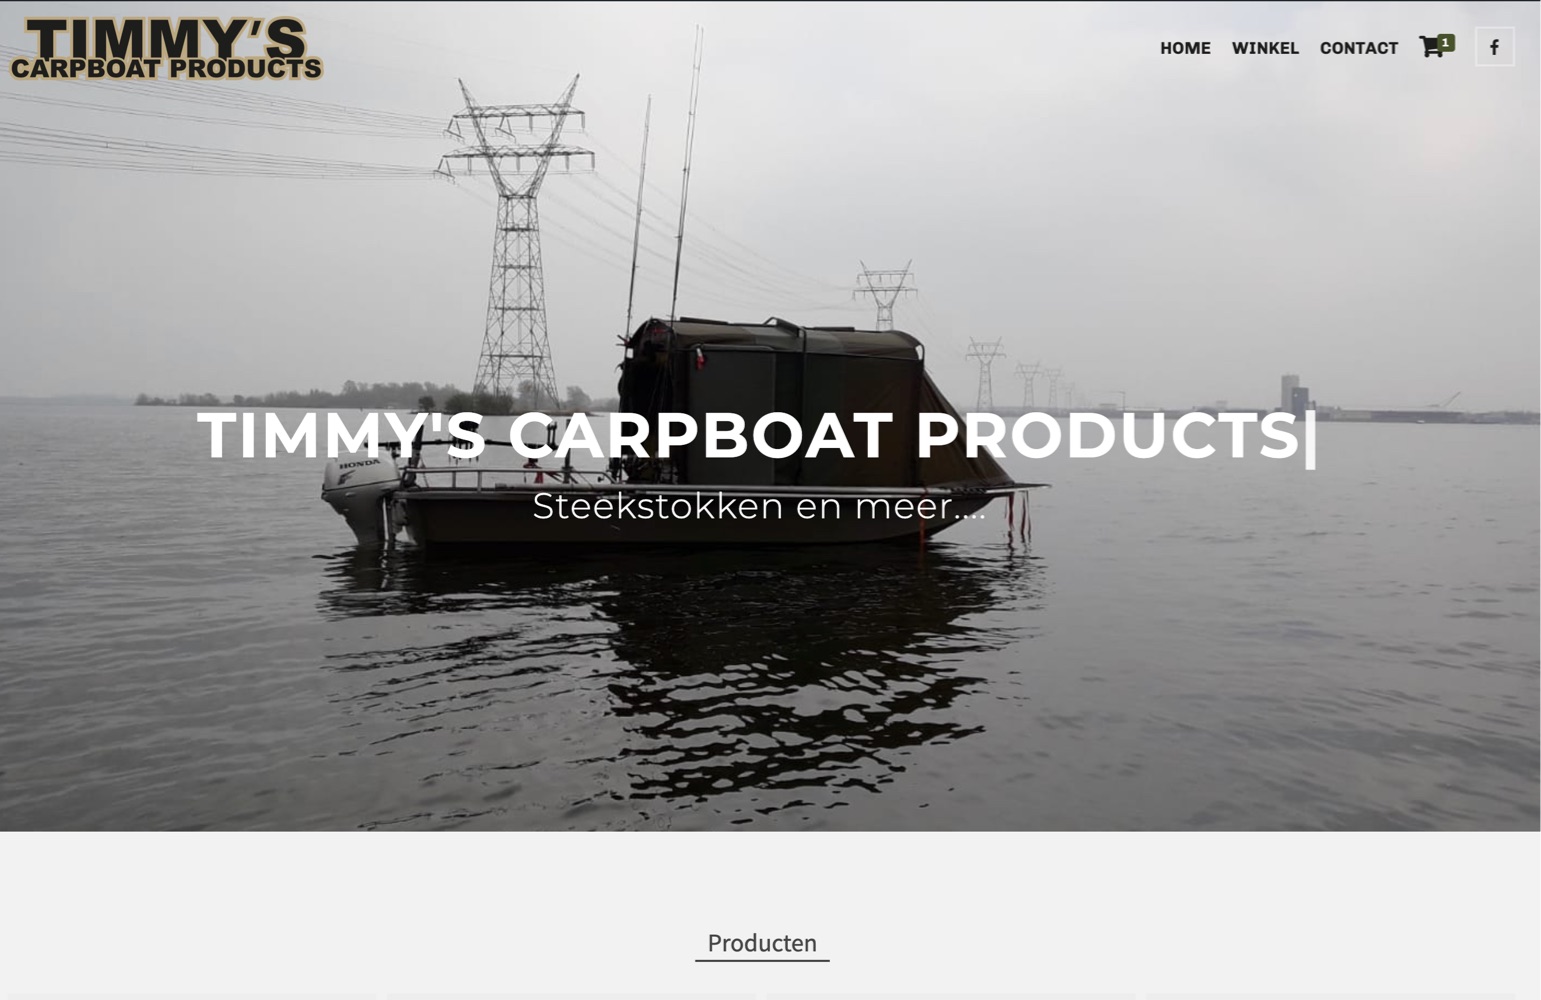 TIMMY'S
CARPBOAT PRODUCTS
HOME WINKEL CONTACT 1 f
TIMMY'S CARPBOAT PRODUCTS|
HONDA
Steekstokken en meer....
Producten